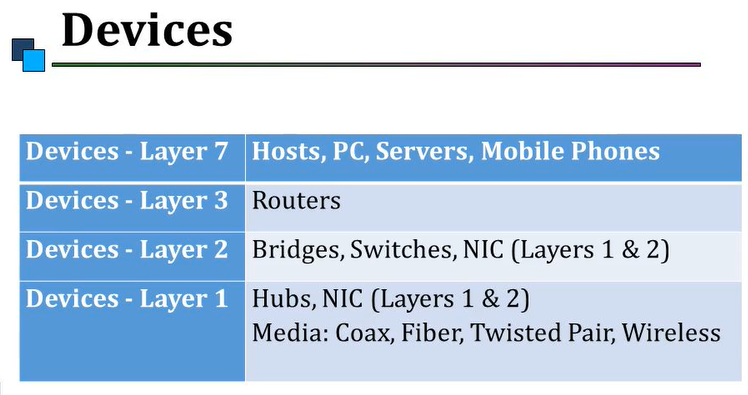 Devices
Devices - Layer 7 Hosts, PC, Servers, Mobile Phones
Devices - Layer 3 Routers
Devices - Layer 2 Bridges, Switches, NIC (Layers 1 & 2)
Devices - Layer 1 Hubs, NIC (Layers 1 & 2)
Media: Coax, Fiber, Twisted Pair, Wireless